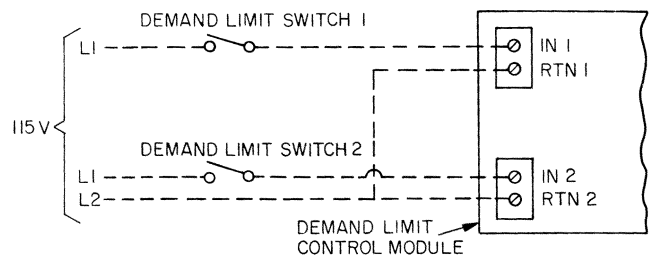 DEMAND LIMIT SWITCH 1
L1
IN 1
RTN 1
115V
DEMAND LIMIT SWITCH 2
L1
IN 2
L2
RTN 2
DEMAND LIMIT
CONTROL MODULE